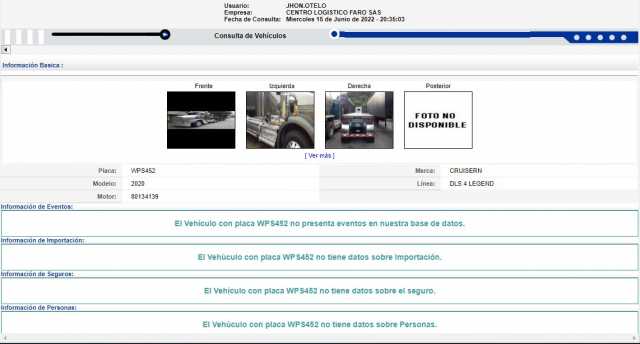 Usuario: JHON.OTELO
Empresa: CENTRO LOGISTICO FARO SAS
Fecha de Consulta: Miercoles 15 de Junio de 2022 - 20:35:03
Consulta de Vehículos
Información Basica :
Frente Izquierda Derecha Posterior
FOTO NO
DISPONIBLE
[ Ver más ]
Placa: WPS452 Marca: CRUISERN
Modelo: 2020 Línea: DLS 4 LEGEND
Motor: 80134139
Información de Eventos:
El Vehículo con placa WPS452 no presenta eventos en nuestra base de datos.
Información de Importación:
El Vehúculo con placa WPS452 no tiene datos sobre Importación.
Información de Seguros:
El Vehículo con placa WPS452 no tiene datos sobre el seguro.
Información de Personas:
El Vehúculo con placa WPS452 no tiene datos sobre Personas.